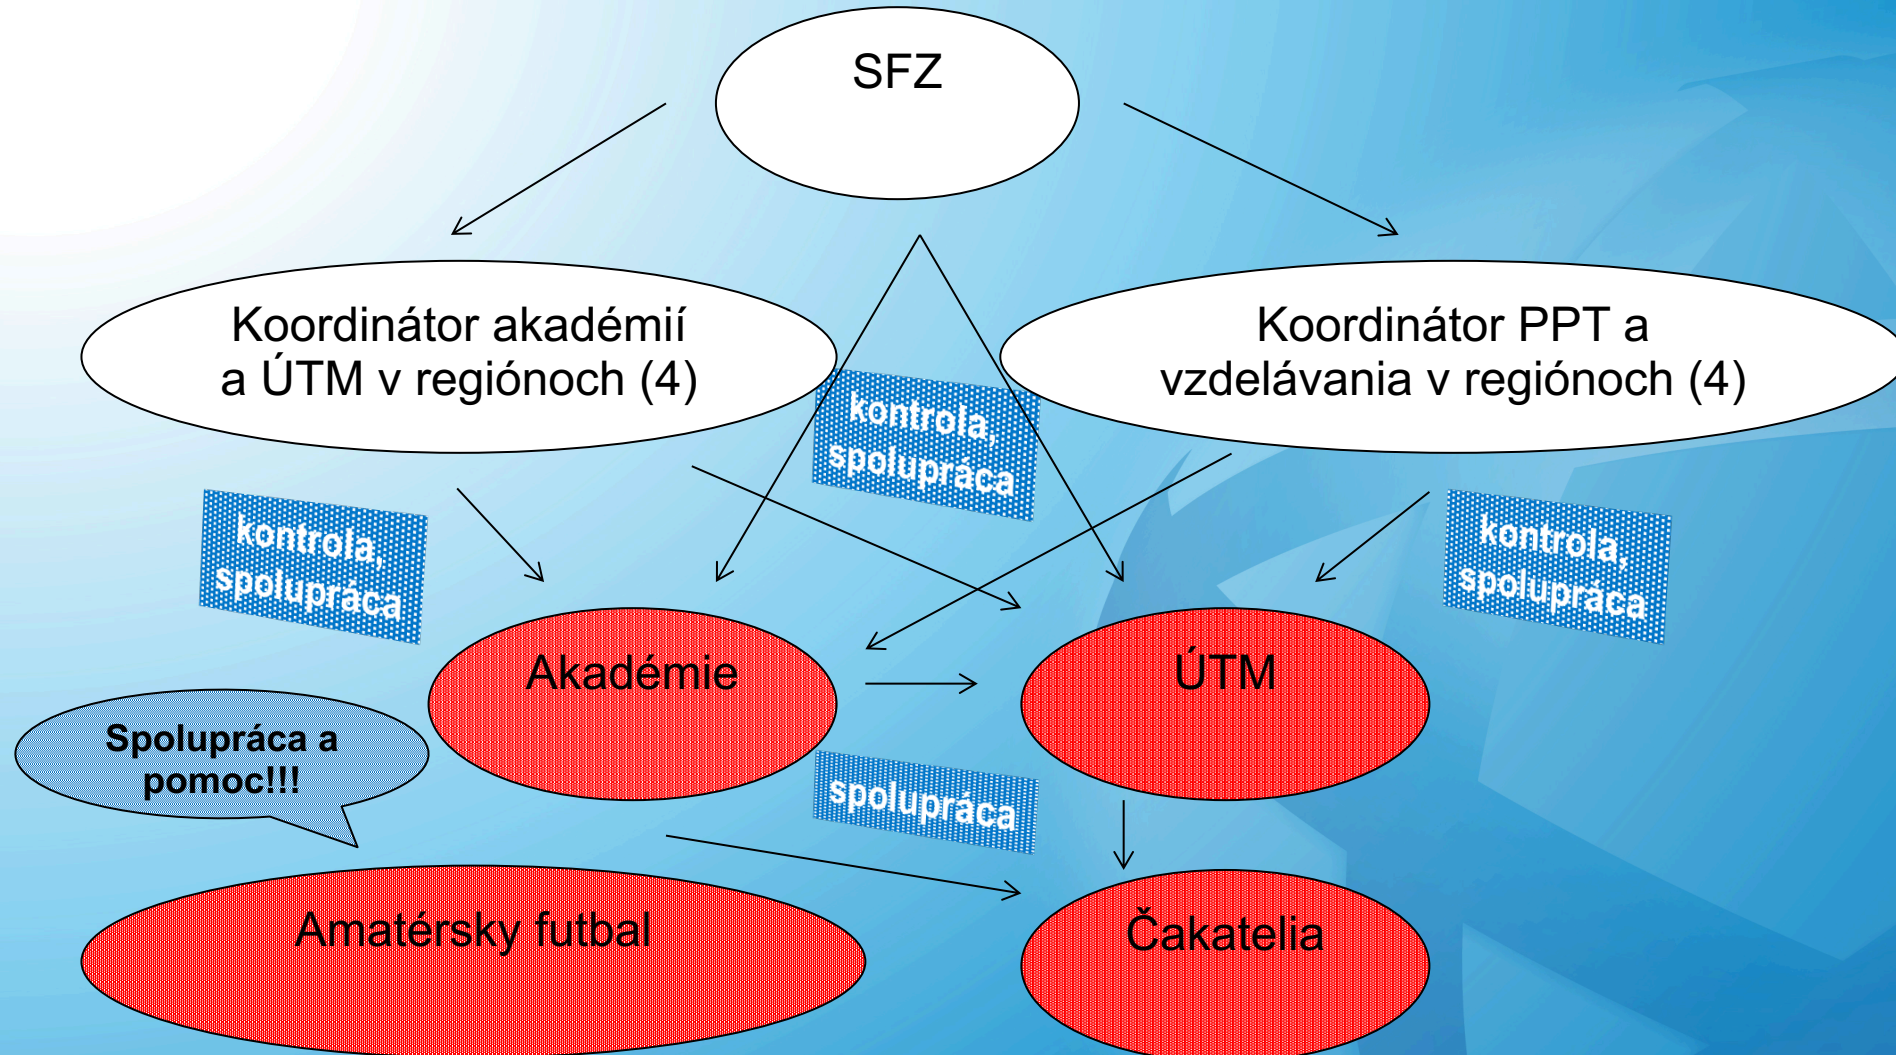 SFZ
Koordinátor akadémií
a ÚTM v regiónoch (4)
Koordinátor PPT a
vzdelávania v regiónoch (4)
kontrola,
spolupráca
kontrola,
spolupráca
kontrola,
spolupráca
Akadémie
ÚTM
Spolupráca a
pomoc!!!
spolupráca
Amatérsky futbal
Čakatelia